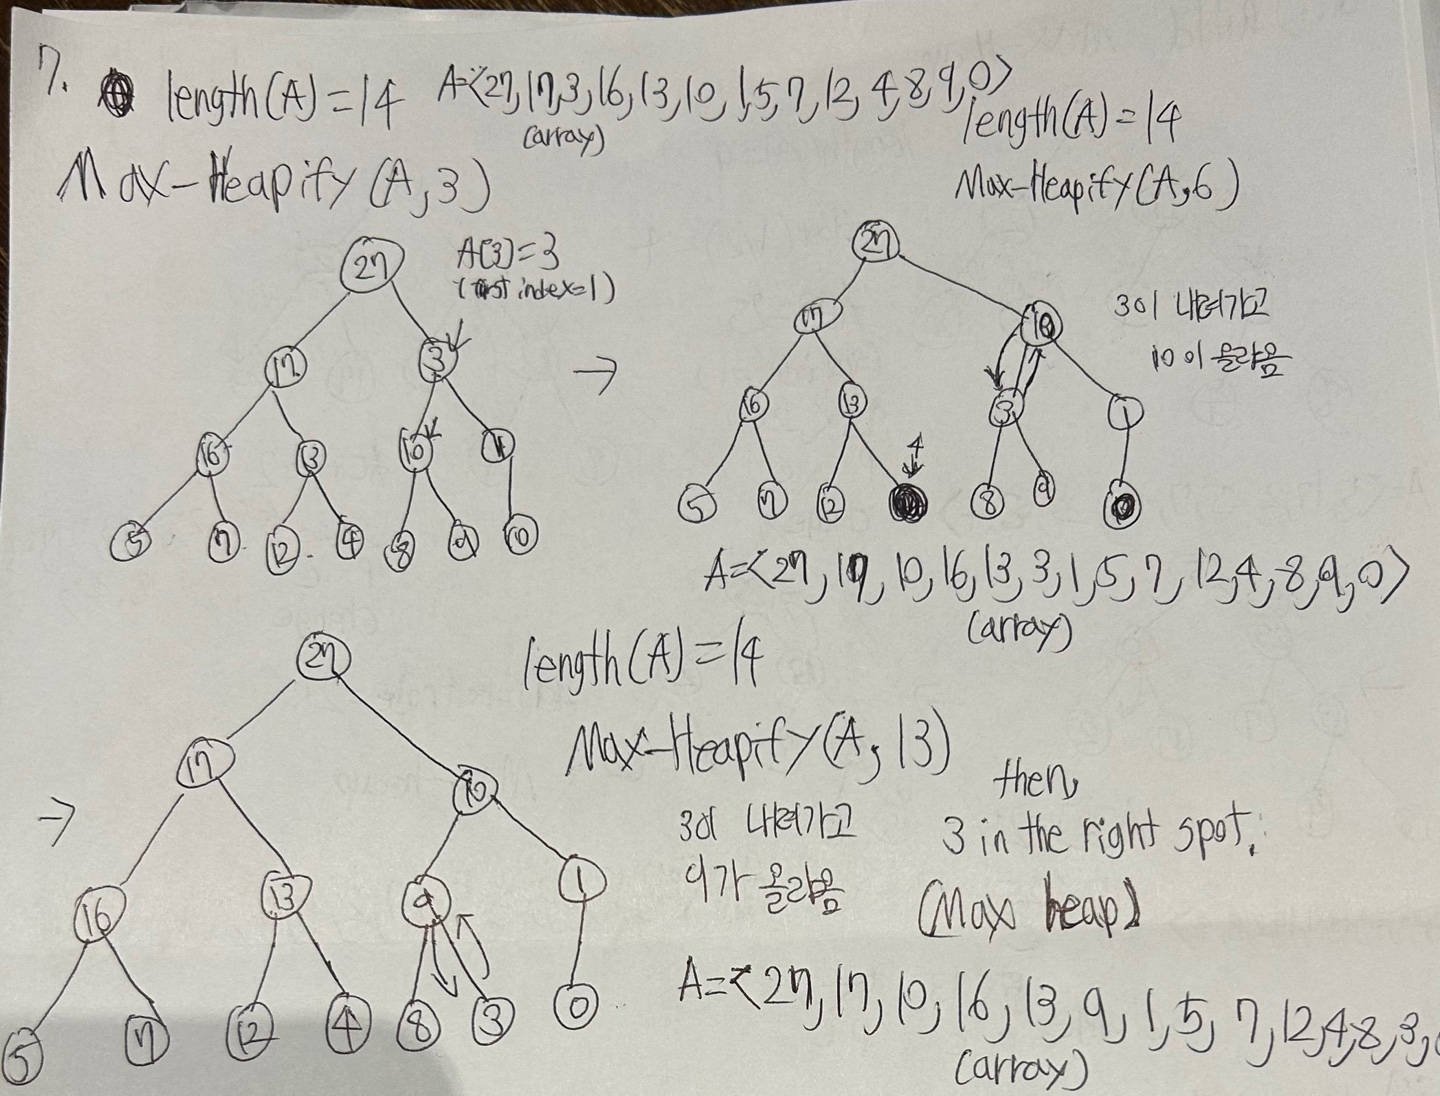 7. length(A)=14 A=<27,17,3,16,13,10,1,5,7,12,4,8,9,0>
(array)
Max-Heapify(A,3)
length(A)=14
Max-Heapify(A,6)
27
A[3]=3
(first index=1)
17 3
16 13 10 1
5 7 12 4 8 9 0
→
27
17 10
3이 내려가고
10이 올라옴
16 13 3 1
4
5 7 12 8 9 0
A=<27,17,10,16,13,3,1,5,7,12,4,8,9,0>
(array)
→
27
17 10
16 13 9 1
5 7 12 4 8 3 0
length(A)=14
Max-Heapify(A,13)
3이 내려가고
9가 올라옴
then,
3 in the right spot.
(Max heap)
A=<27,17,10,16,13,9,1,5,7,12,4,8,3,
(array)